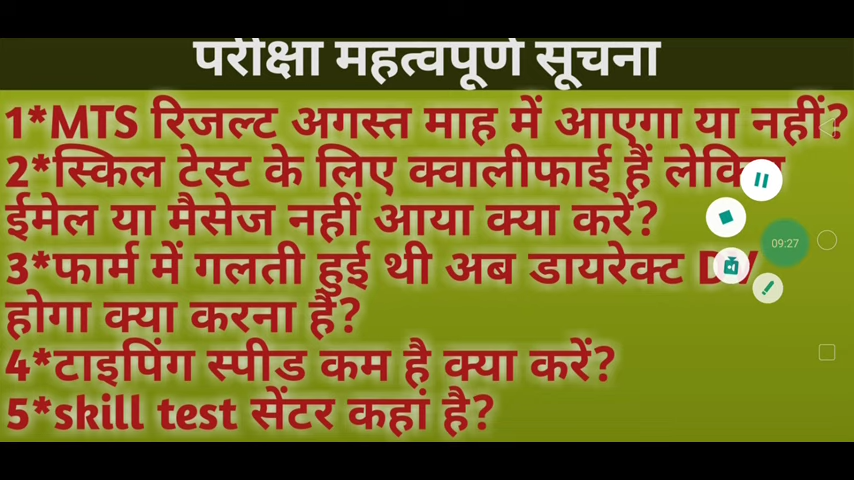 परीक्षा महत्वपूर्ण सूचना
1*MTS रिजल्ट अगस्त माह में आएगा या नहीं?
2*स्किल टेस्ट के लिए क्वालीफाई हैं लेकिन
ईमेल या मैसेज नहीं आया क्या करें?
3*फार्म में गलती हुई थी अब डायरेक्ट DV
होगा क्या करना हैं?
4*टाइपिंग स्पीड कम है क्या करें?
5*skill test सेंटर कहां है?
09:27